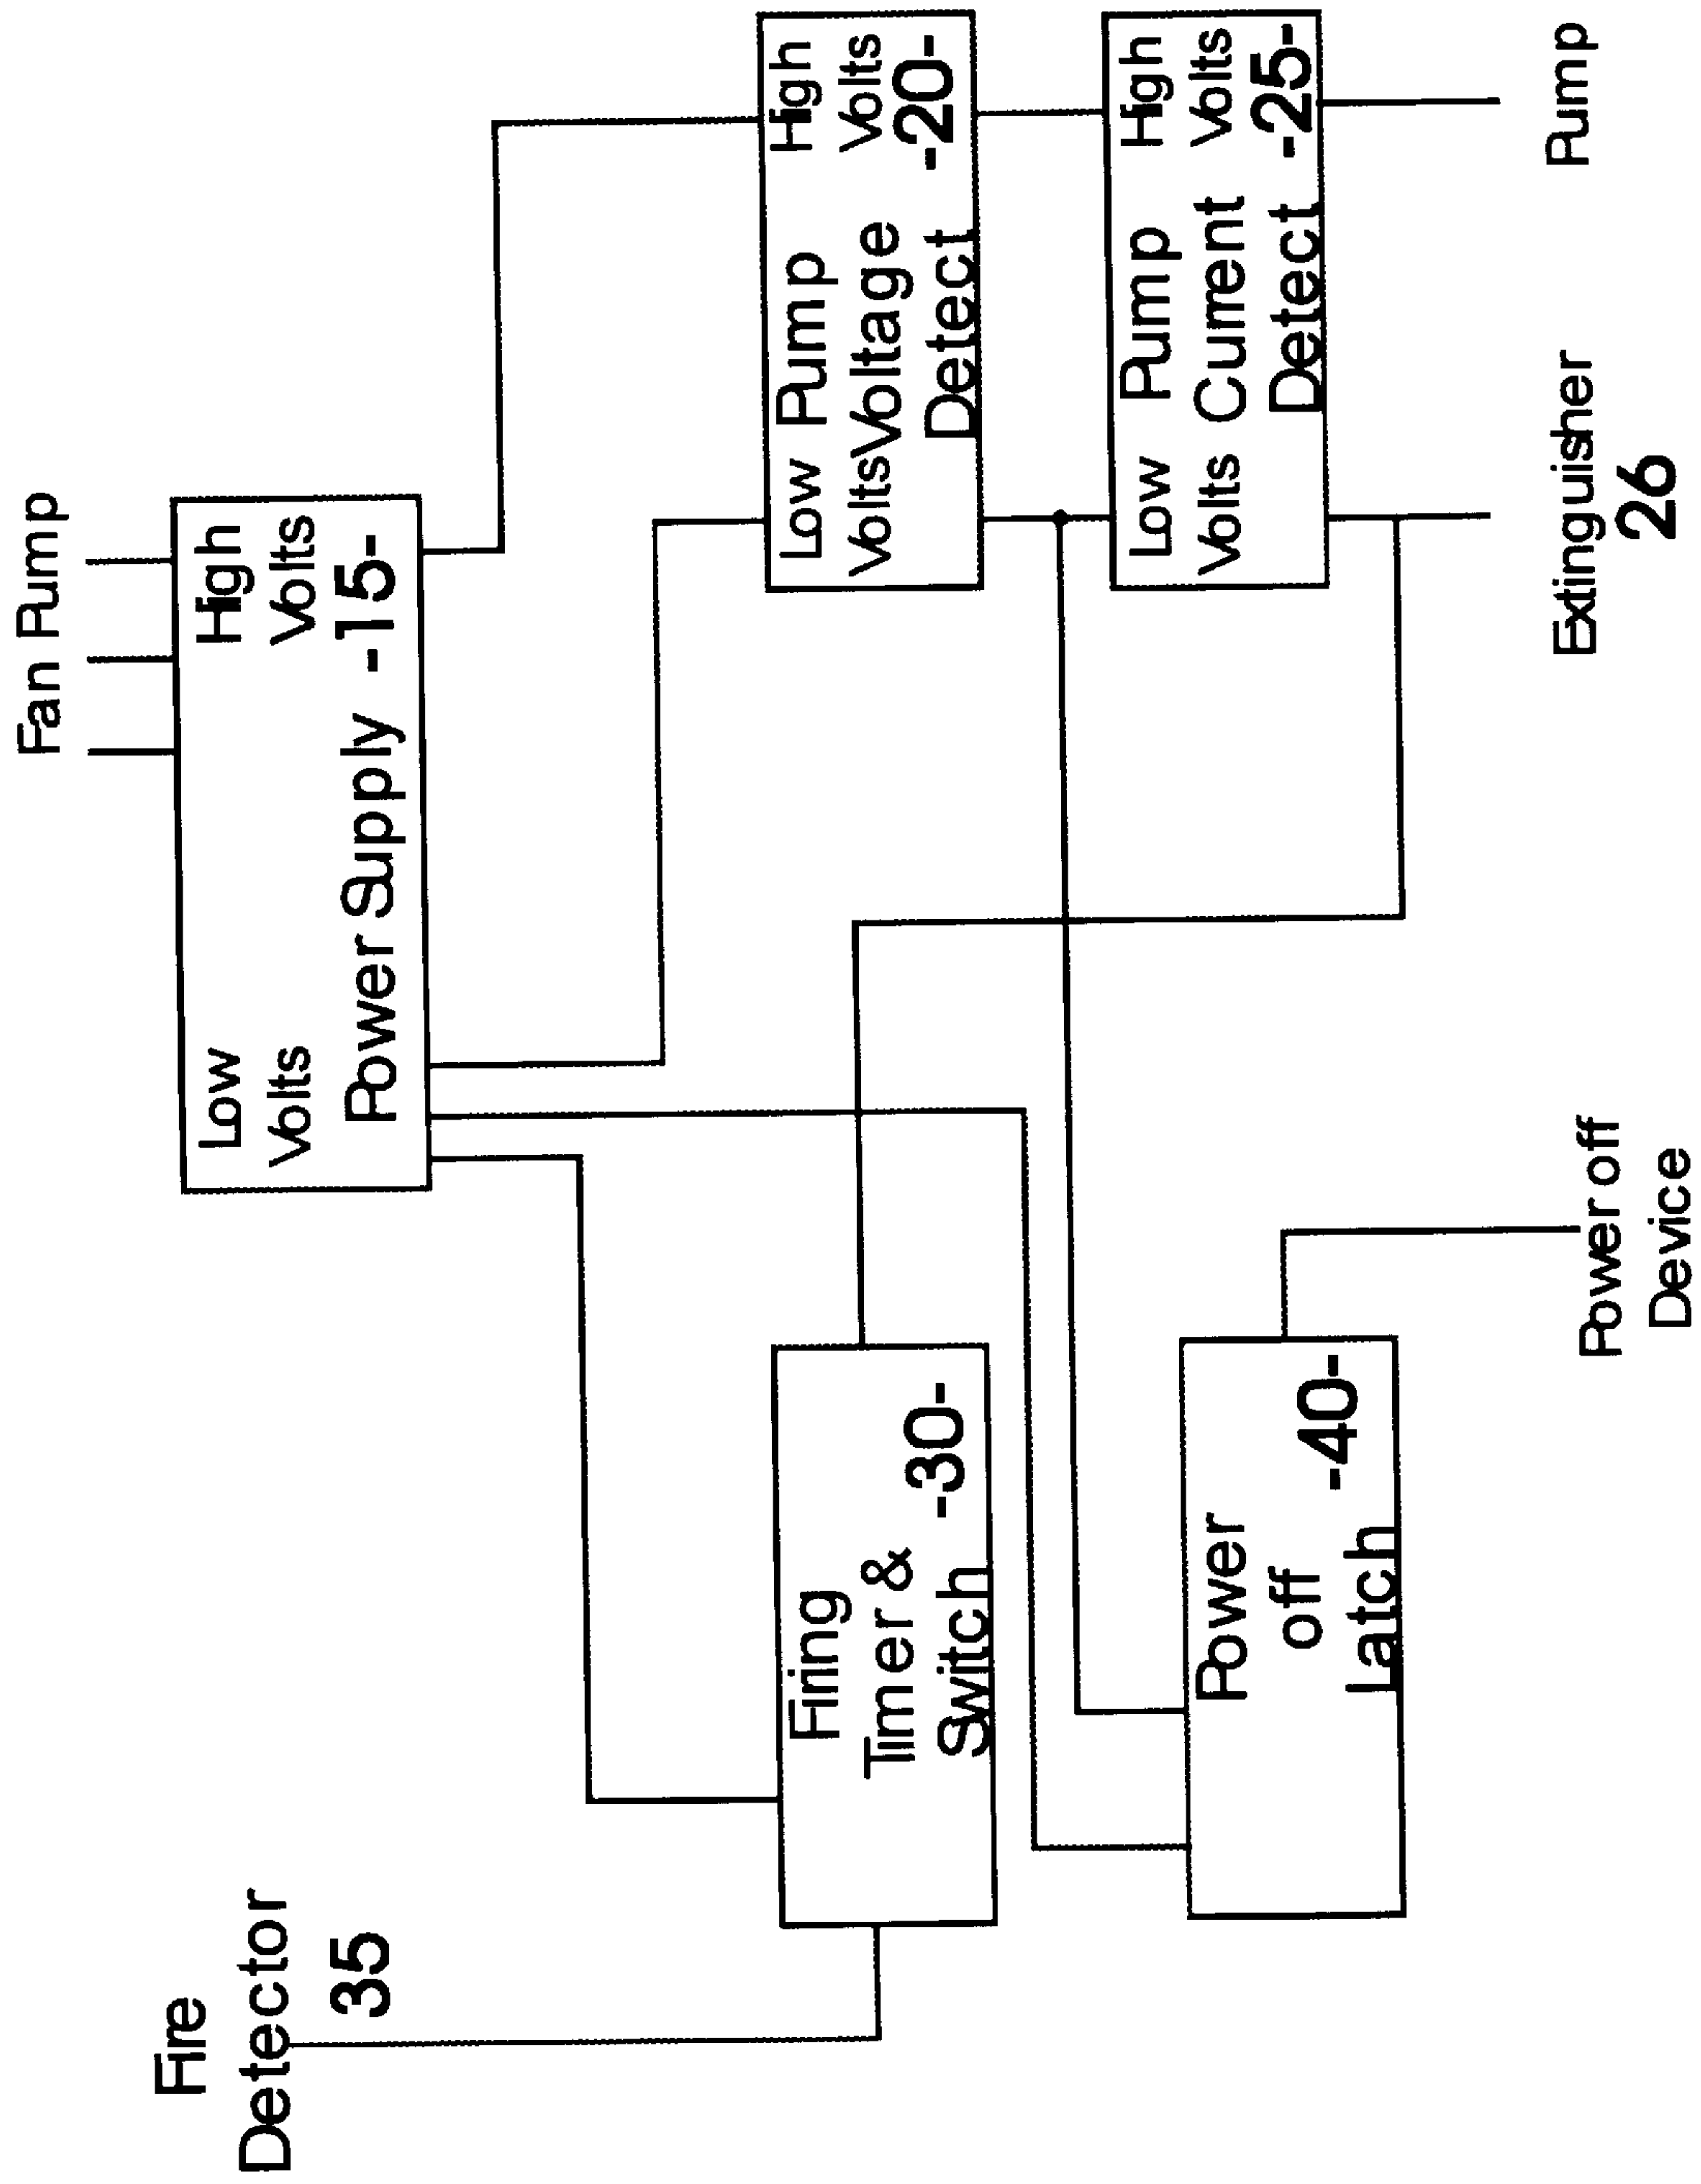 Fan Pump
Fire
Detector
35
Low High
Volts Volts
Power Supply -15-
Firing
Timer &
Switch -30-
Low Pump High
Volts Voltage Volts
Detect -20-
Power
off -40-
Latch
Low Pump High
Volts Current Volts
Detect -25-
Power off
Device
Extinguisher
26
Pump